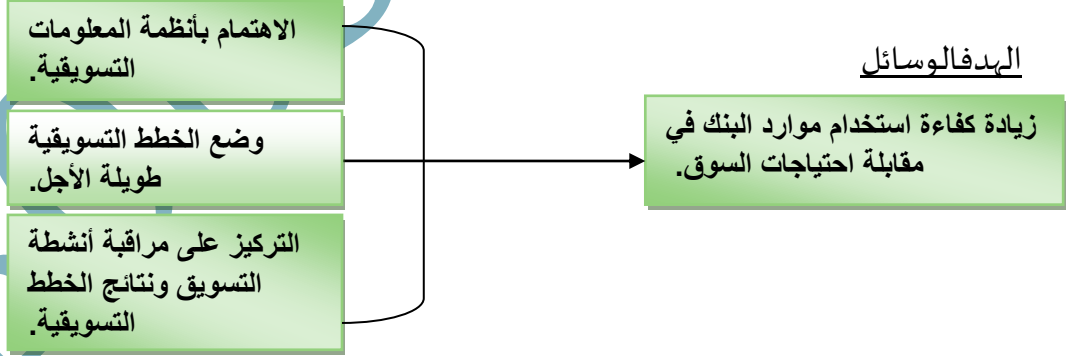 الهدفالوسائل
زيادة كفاءة استخدام موارد البنك في
مقابلة احتياجات السوق.
الاهتمام بأنظمة المعلومات
التسويقية.
وضع الخطط التسويقية
طويلة الأجل.
التركيز على مراقبة أنشطة
التسويق ونتائج الخطط
التسويقية.